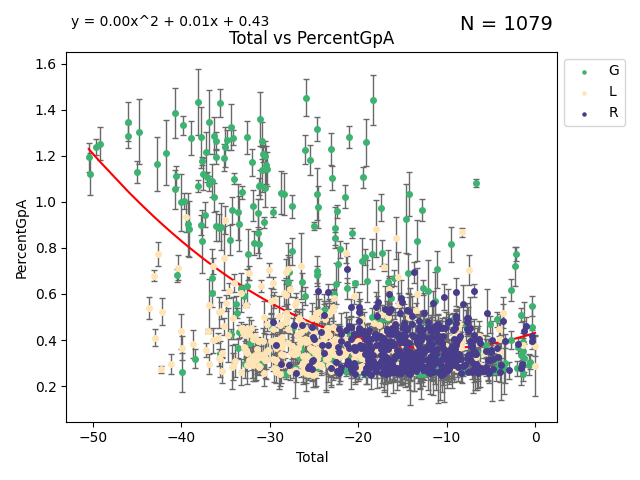 y = 0.00x^2 + 0.01x + 0.43
N = 1079
Total vs PercentGpA
G
L
R
PercentGpA
1.6
1.4
1.2
1.0
0.8
0.6
0.4
0.2
−50
−40
−30
−20
−10
0
Total